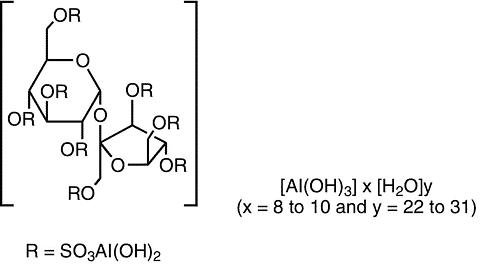 OR
O
OR
OR
OR
O
OR
OR
O
OR
RO
[Al(OH)3] x [H2O]y
(x = 8 to 10 and y = 22 to 31)
R = SO3Al(OH)2